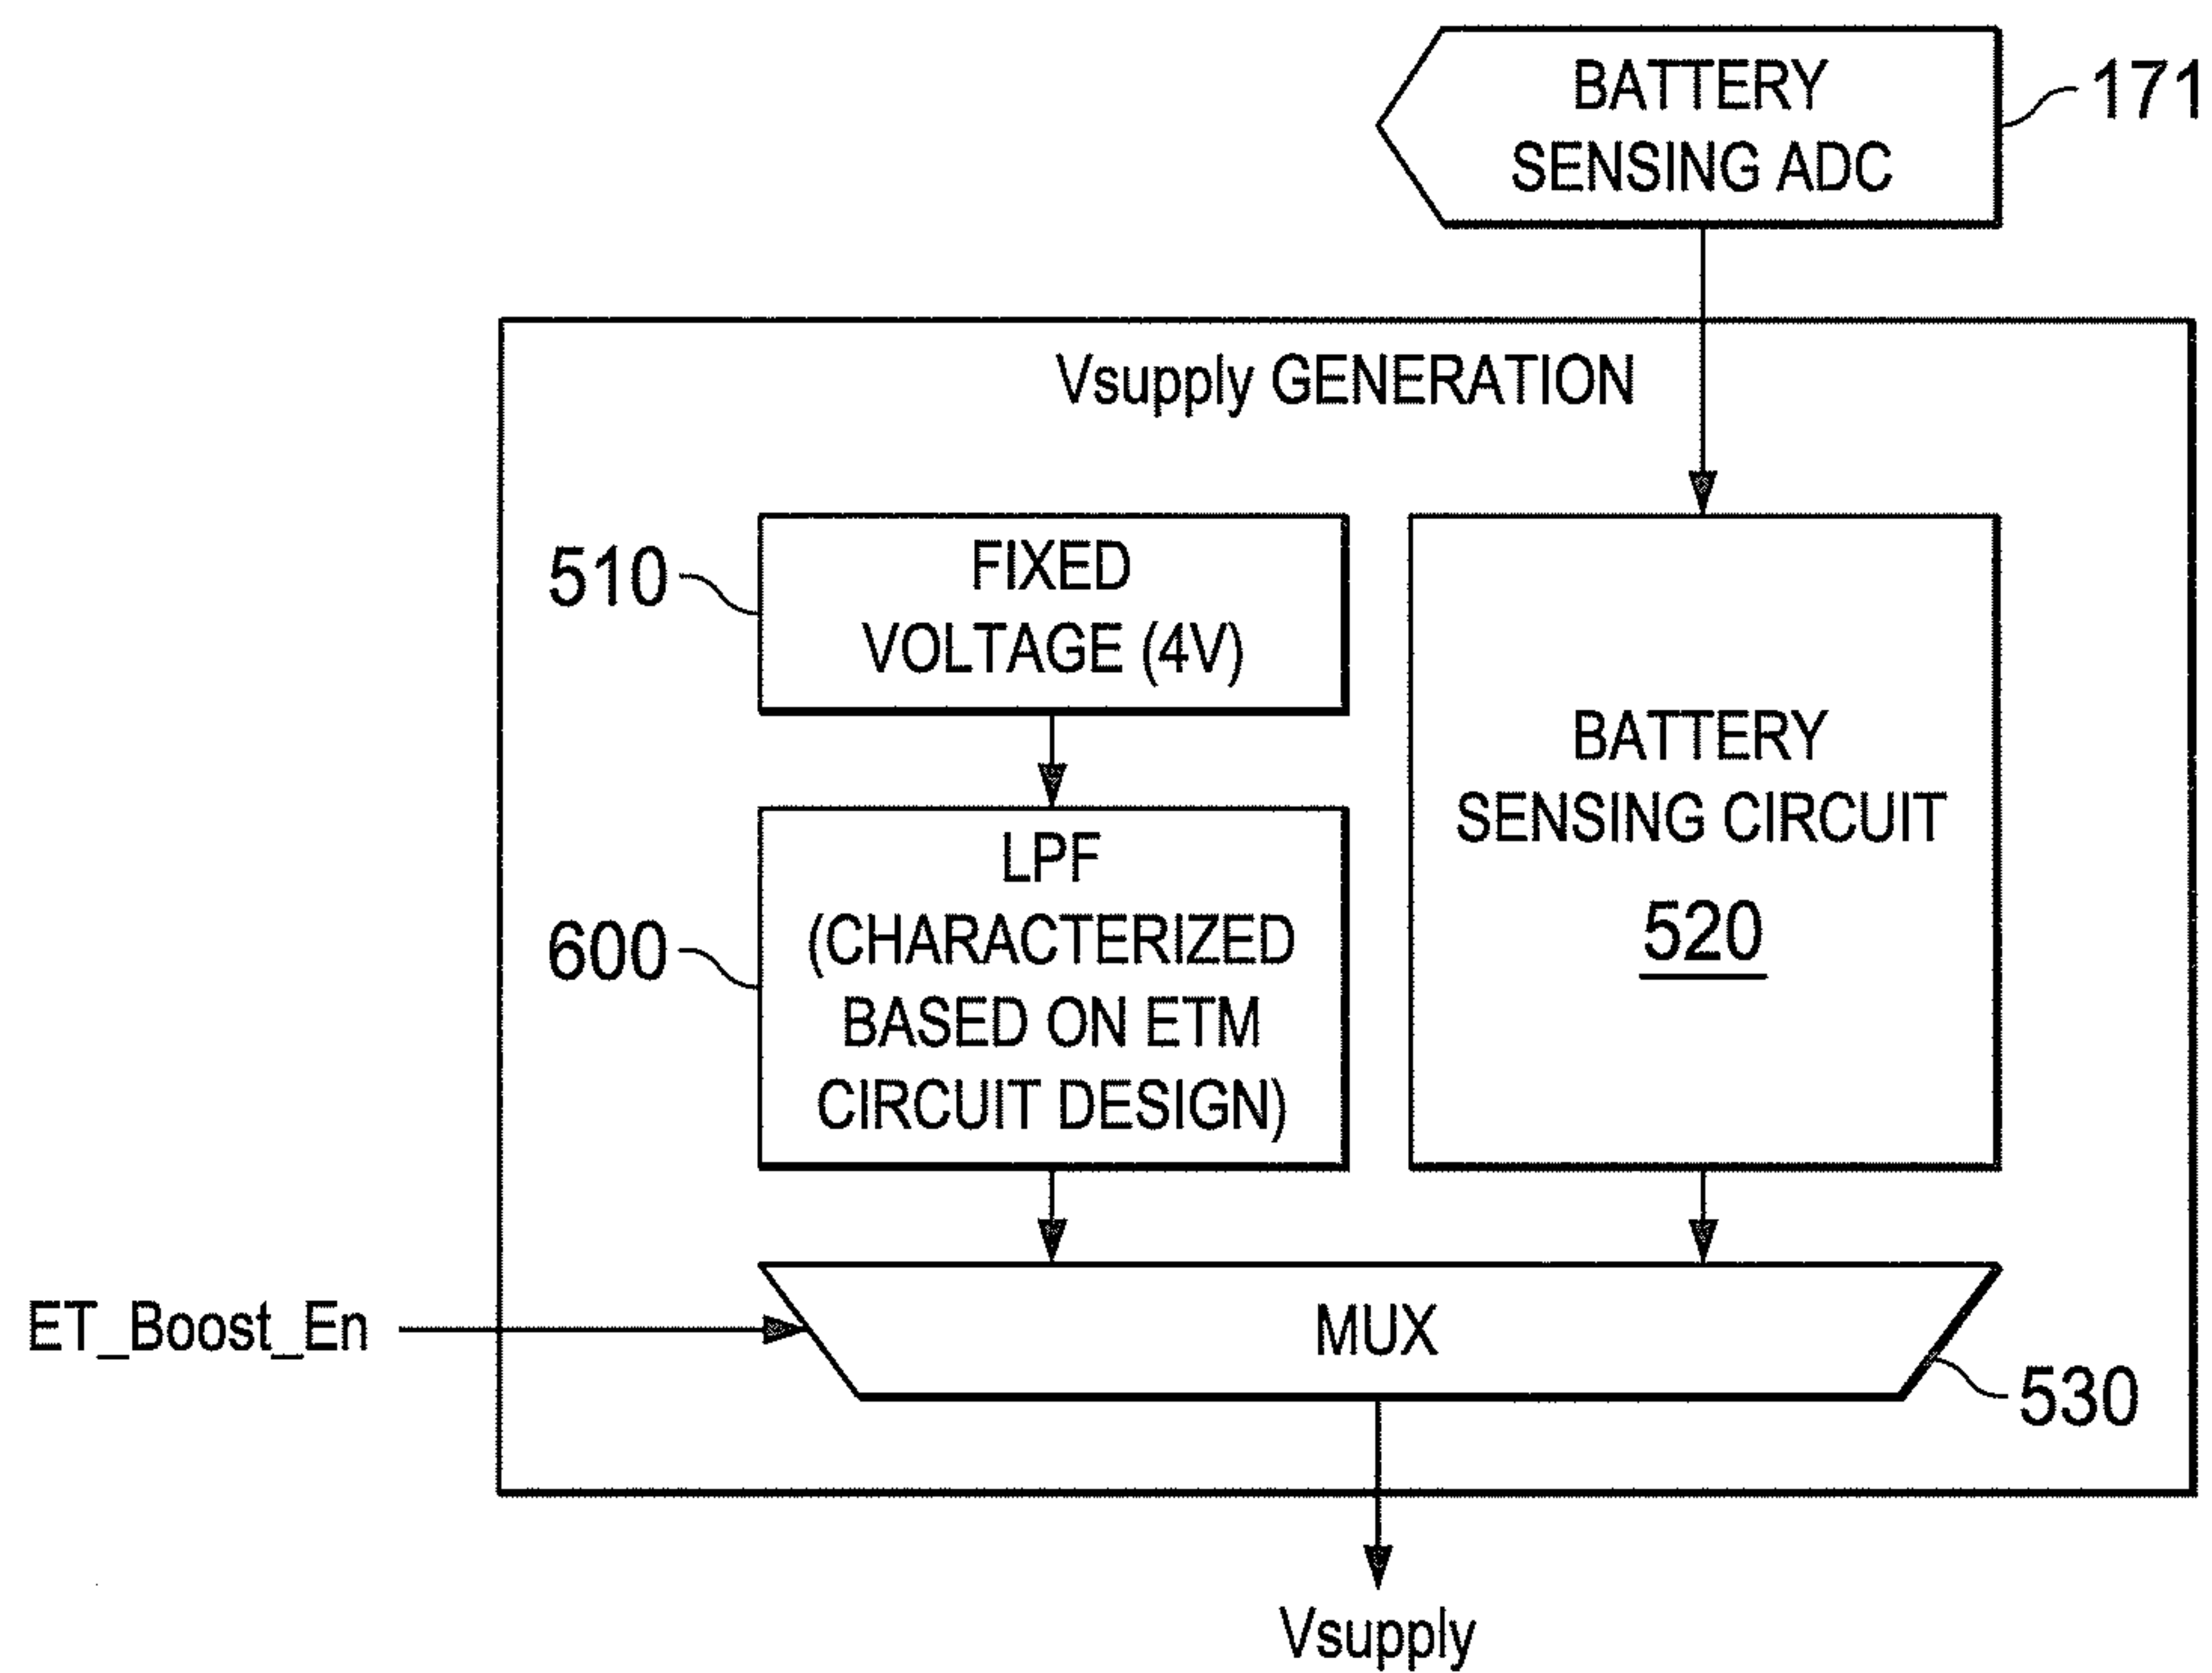 BATTERY
SENSING ADC
171
Vsupply GENERATION
510
FIXED
VOLTAGE (4V)
600
LPF
(CHARACTERIZED
BASED ON ETM
CIRCUIT DESIGN)
BATTERY
SENSING CIRCUIT
520
ET_Boost_En
MUX
530
Vsupply